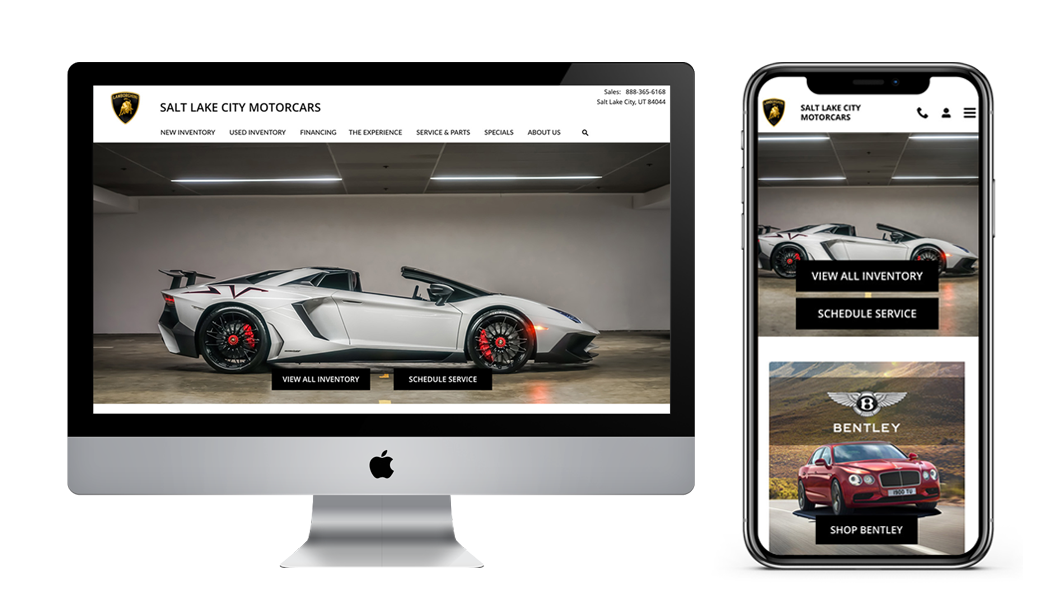 LAMBORGHINI
SALT LAKE CITY MOTORCARS
Sales: 888-365-6168
Salt Lake City, UT 84044
NEW INVENTORY USED INVENTORY FINANCING THE EXPERIENCE SERVICE & PARTS SPECIALS ABOUT US
VIEW ALL INVENTORY SCHEDULE SERVICE
SALT LAKE CITY
MOTORCARS
VIEW ALL INVENTORY
SCHEDULE SERVICE
B
BENTLEY
1900 TU
SHOP BENTLEY